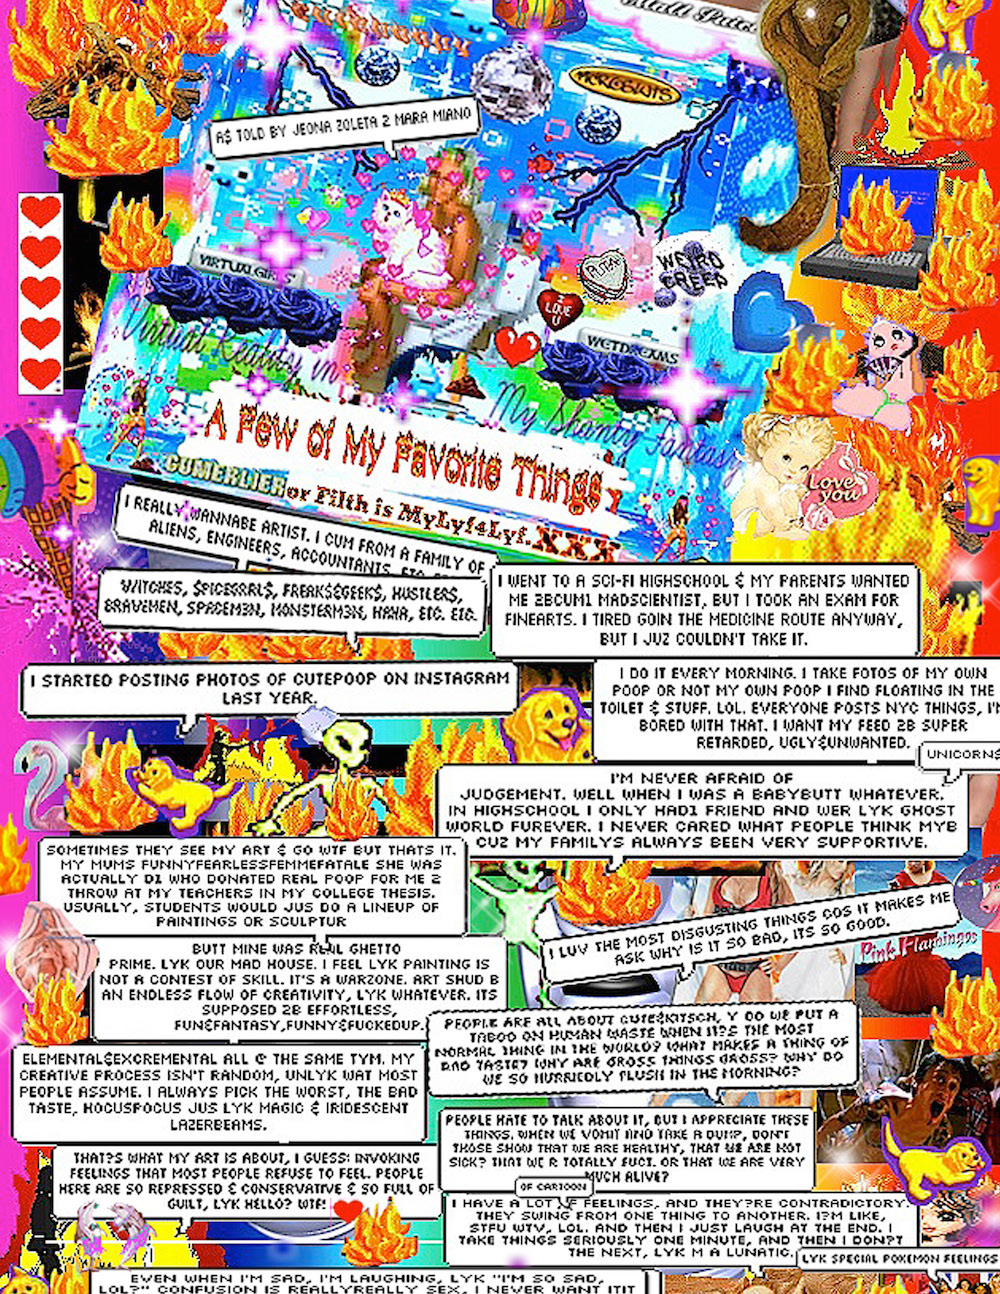 A$ TOLD BY JEONA ZOLETA 2 MARA MIANO
VIRTUALGIRL
PUTA!
WEIRD
CREEP
LOVE
U
WETDREAMS
Virtual Reality in
My Shomey Fantasy
A Few of My Favorite Things,
CUMERLIER or Filth is MyLyf4Lyf.XXX
Love
you
I REALLY WANNABE ARTIST. I CUM FROM A FAMILY OF
ALIENS, ENGINEERS, ACCOUNTANTS, ETC.
WITCHES, $PICEGRRL$, FREAK$&GEEK$, HU$TLER$,
BRAVEMEN, SPACEM3N, MONSTERM3N, HAHA, ETC. ETC.
I WENT TO A SCI-FI HIGHSCHOOL & MY PARENTS WANTED
ME 2BCUM1 MADSCIENTIST, BUT I TOOK AN EXAM FOR
FINEARTS. I TIRED GOIN THE MEDICINE ROUTE ANYWAY,
BUT I JUZ COULDN'T TAKE IT.
I STARTED POSTING PHOTOS OF CUTEPOOP ON INSTAGRAM
LAST YEAR.
I DO IT EVERY MORNING. I TAKE FOTOS OF MY OWN
POOP OR NOT MY OWN POOP I FIND FLOATING IN THE
TOILET & STUFF. LOL. EVERYONE POSTS NYC THINGS, I'M
BORED WITH THAT. I WANT MY FEED 2B SUPER
RETARDED, UGLY&UNWANTED.
UNICORNS
I'M NEVER AFRAID OF
JUDGEMENT. WELL WHEN I WAS A BABYBUTT WHATEVER.
IN HIGHSCHOOL I ONLY HAD1 FRIEND AND WER LYK GHOST
WORLD FUREVER. I NEVER CARED WHAT PEOPLE THINK MYB
CUZ MY FAMILYS ALWAYS BEEN VERY SUPPORTIVE.
SOMETIMES THEY SEE MY ART & GO WTF BUT THATS IT.
MY MUMS FUNNYFEARLESSFEMMEFATALE SHE WAS
ACTUALLY D1 WHO DONATED REAL POOP FOR ME 2
THROW AT MY TEACHERS IN MY COLLEGE THESIS.
USUALLY, STUDENTS WOULD JUS DO A LINEUP OF
PAINTINGS OR SCULPTUR
I LUV THE MOST DISGUSTING THINGS COS IT MAKES ME
ASK WHY IS IT SO BAD, ITS SO GOOD.
Pink Flamingos
BUTT MINE WAS REAL GHETTO
PRIME. LYK OUR MAD HOUSE. I FEEL LYK PAINTING IS
NOT A CONTEST OF SKILL. IT'S A WARZONE. ART SHUD B
AN ENDLESS FLOW OF CREATIVITY, LYK WHATEVER. ITS
SUPPOSED 2B EFFORTLESS,
FUN&FANTASY,FUNNY&FUCKEDUP.
PEOPLE ARE ALL ABOUT CUTE&KITSCH, Y DO WE PUT A
TABOO ON HUMAN WASTE WHEN IT?S THE MOST
NORMAL THING IN THE WORLD? WHAT MAKES A THING OF
BAD TASTE? WHY ARE GROSS THINGS GROSS? WHY DO
WE SO HURRIEDLY FLUSH IN THE MORNING?
ELEMENTAL&EXCREMENTAL ALL @ THE SAME TYM. MY
CREATIVE PROCESS ISN'T RANDOM, UNLYK WAT MOST
PEOPLE ASSUME. I ALWAYS PICK THE WORST, THE BAD
TASTE, HOCUSPOCUS JUS LYK MAGIC & IRIDESCENT
LAZERBEAMS.
PEOPLE HATE TO TALK ABOUT IT, BUT I APPRECIATE THESE
THINGS. WHEN WE VOMIT AND TAKE A DUMP, DON'T
THOSE SHOW THAT WE ARE HEALTHY, THAT WE ARE NOT
SICK? THAT WE R TOTALLY FUCT. OR THAT WE ARE VERY
MUCH ALIVE?
THAT?S WHAT MY ART IS ABOUT, I GUESS: INVOKING
FEELINGS THAT MOST PEOPLE REFUSE TO FEEL. PEOPLE
HERE ARE SO REPRESSED & CONSERVATIVE & SO FULL OF
GUILT, LYK HELLO? WTF!
OF CARTOON
I HAVE A LOT OF FEELINGS, AND THEY?RE CONTRADICTORY.
THEY SWING FROM ONE THING TO ANOTHER. I?M LIKE,
STFU WTV, LOL. AND THEN I JUST LAUGH AT THE END. I
TAKE THINGS SERIOUSLY ONE MINUTE, AND THEN I DON?T
THE NEXT, LYK M A LUNATIC.
LYK SPECIAL POKEMON FEELINGS
EVEN WHEN I'M SAD, I'M LAUGHING, LYK "I'M SO SAD,
LOL?" CONFUSION IS REALLYREALLY SEX, I NEVER WANT IT